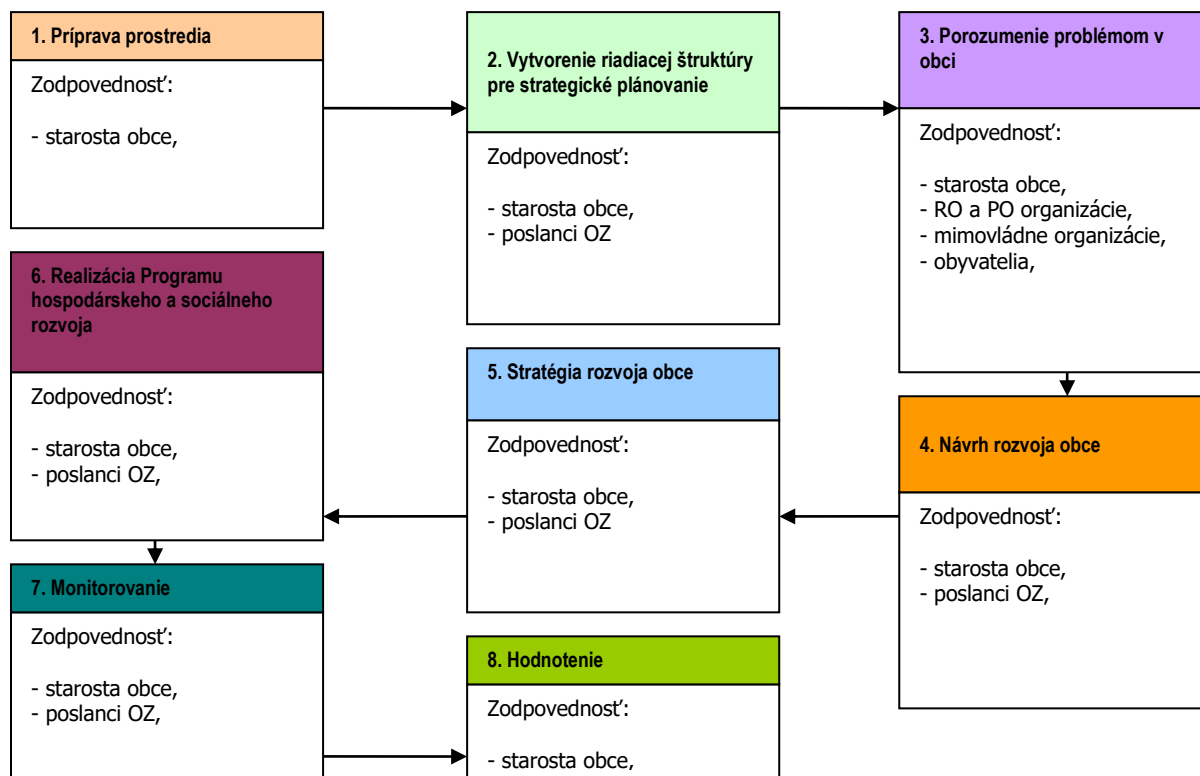 1. Príprava prostredia
Zodpovednosť:
- starosta obce,
2. Vytvorenie riadiacej štruktúry
pre strategické plánovanie
Zodpovednosť:
- starosta obce,
- poslanci OZ
3. Porozumenie problémom v
obci
Zodpovednosť:
- starosta obce,
- RO a PO organizácie,
- mimovládne organizácie,
- obyvatelia,
4. Návrh rozvoja obce
Zodpovednosť:
- starosta obce,
- poslanci OZ,
5. Stratégia rozvoja obce
Zodpovednosť:
- starosta obce,
- poslanci OZ
6. Realizácia Programu
hospodárskeho a sociálneho
rozvoja
Zodpovednosť:
- starosta obce,
- poslanci OZ,
7. Monitorovanie
Zodpovednosť:
- starosta obce,
- poslanci OZ,
8. Hodnotenie
Zodpovednosť:
- starosta obce,